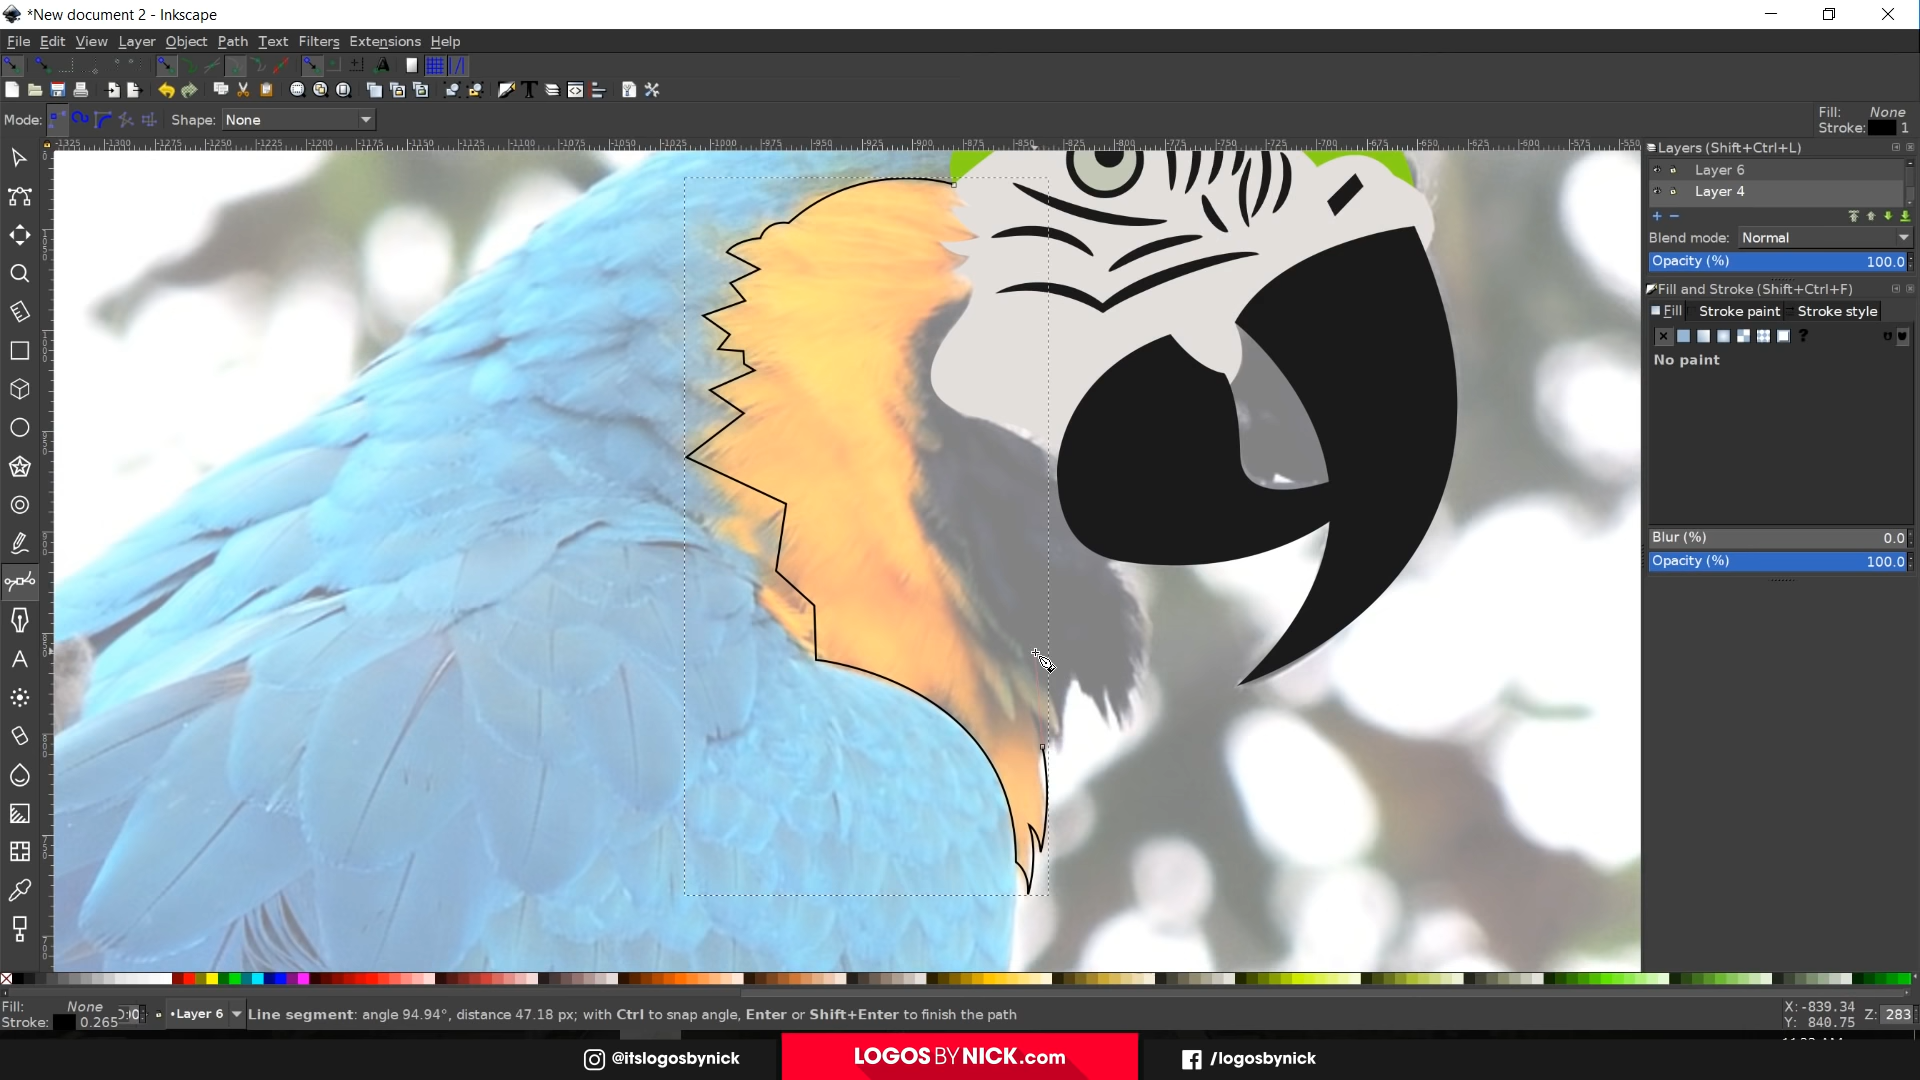 *New document 2 - Inkscape
File Edit View Layer Object Path Text Filters Extensions Help
Mode: Shape: None
Fill: None
Stroke: 1
Layers (Shift+Ctrl+L)
Layer 6
Layer 4
Blend mode: Normal
Opacity (%) 100.0
Fill and Stroke (Shift+Ctrl+F)
Fill Stroke paint Stroke style
No paint
Blur (%) 0.0
Opacity (%) 100.0
Fill: None
Stroke: 0.265
•Layer 6
Line segment: angle 94.94°, distance 47.18 px; with Ctrl to snap angle, Enter or Shift+Enter to finish the path
X: -839.34
Y: 840.75
Z: 283
@itslogosbynick
LOGOS BY NICK.com
/logosbynick